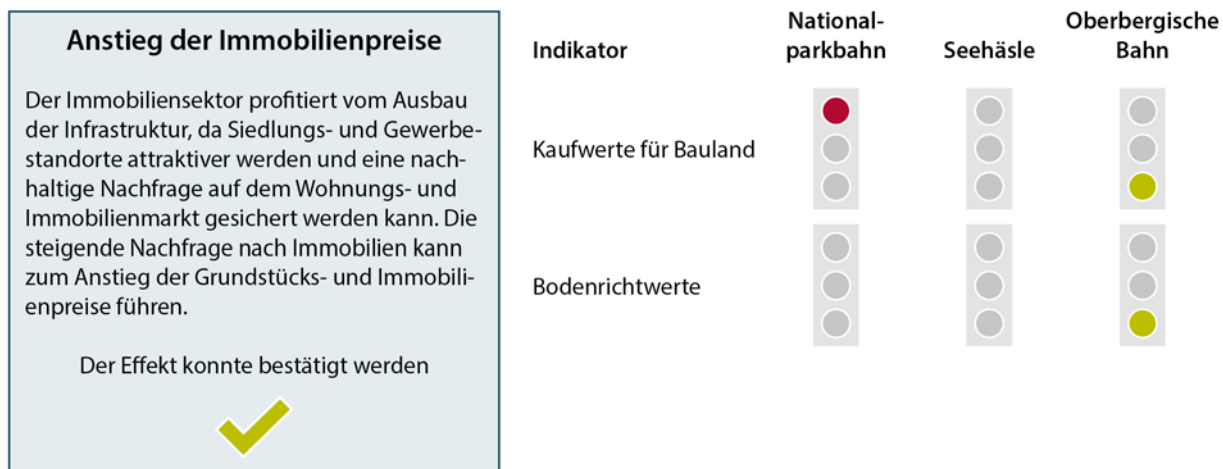 Anstieg der Immobilienpreise
Der Immobiliensektor profitiert vom Ausbau
der Infrastruktur, da Siedlungs- und Gewerbe-
standorte attraktiver werden und eine nach-
haltige Nachfrage auf dem Wohnungs- und
Immobilienmarkt gesichert werden kann. Die
steigende Nachfrage nach Immobilien kann
zum Anstieg der Grundstücks- und Immobili-
enpreise führen.
Der Effekt konnte bestätigt werden
Indikator
National-
parkbahn
Seehäsle
Oberbergische
Bahn
Kaufwerte für Bauland
Bodenrichtwerte